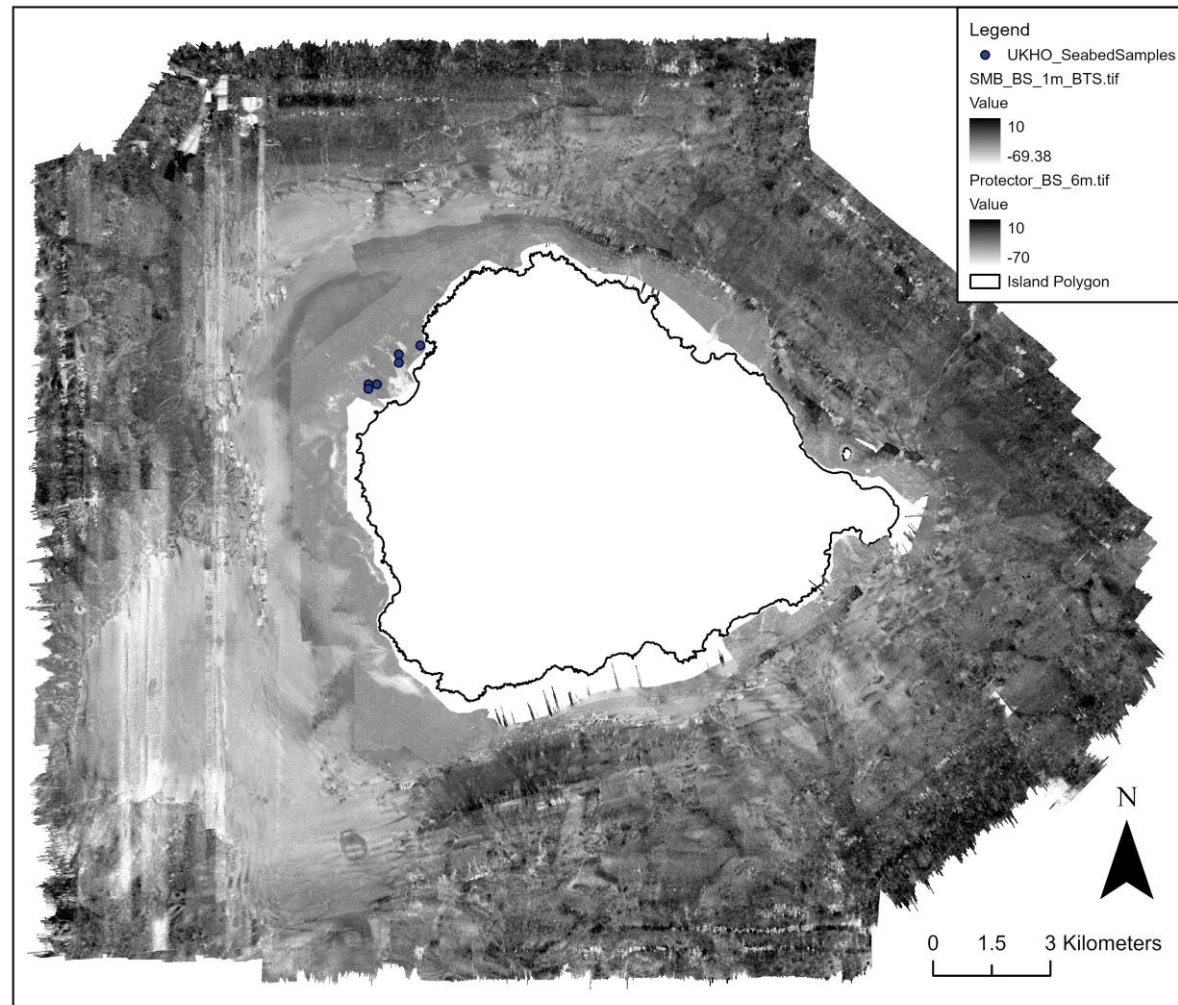 Legend
UKHO_SeabedSamples
SMB_BS_1m_BTS.tif
Value
10
-69.38
Protector_BS_6m.tif
Value
10
-70
Island Polygon
N
0 1.5 3 Kilometers